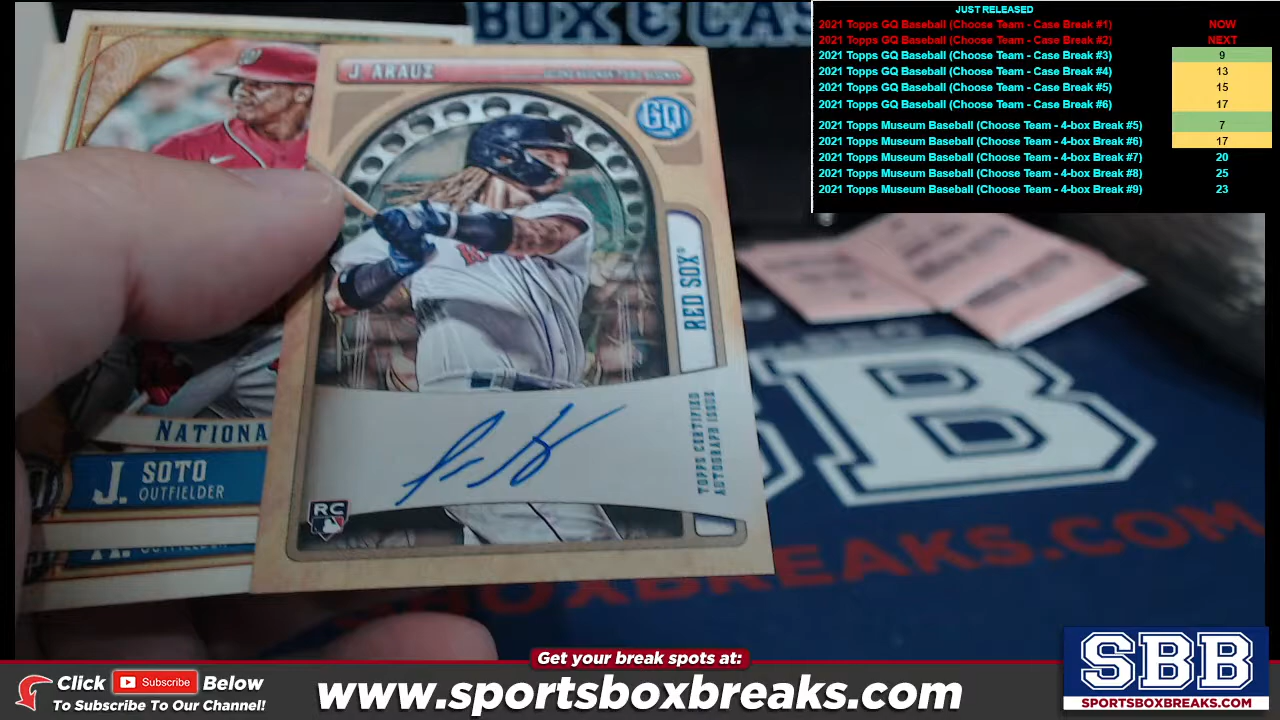 BOX & CAS
JUST RELEASED
2021 Topps GQ Baseball (Choose Team - Case Break #1) NOW
2021 Topps GQ Baseball (Choose Team - Case Break #2) NEXT
2021 Topps GQ Baseball (Choose Team - Case Break #3) 9
2021 Topps GQ Baseball (Choose Team - Case Break #4) 13
2021 Topps GQ Baseball (Choose Team - Case Break #5) 15
2021 Topps GQ Baseball (Choose Team - Case Break #6) 17
2021 Topps Museum Baseball (Choose Team - 4-box Break #5) 7
2021 Topps Museum Baseball (Choose Team - 4-box Break #6) 17
2021 Topps Museum Baseball (Choose Team - 4-box Break #7) 20
2021 Topps Museum Baseball (Choose Team - 4-box Break #8) 25
2021 Topps Museum Baseball (Choose Team - 4-box Break #9) 23
J. ARAUZ
GQ
RED SOX
TOPPS CERTIFIED
AUTOGRAPH ISSUE
RC
NATIONA
J. SOTO
OUTFIELDER
B
OXBREAKS.COM
Get your break spots at:
Click Subscribe Below
To Subscribe To Our Channel!
www.sportsboxbreaks.com
SBB
SPORTSBOXBREAKS.COM